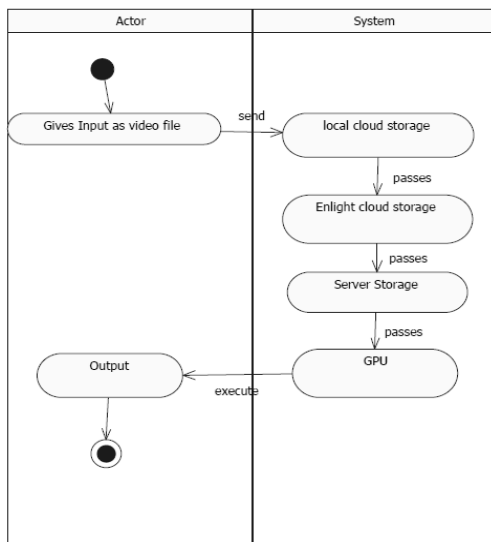 Actor
System
Gives Input as video file
send
local cloud storage
passes
Enlight cloud storage
passes
Server Storage
passes
GPU
execute
Output